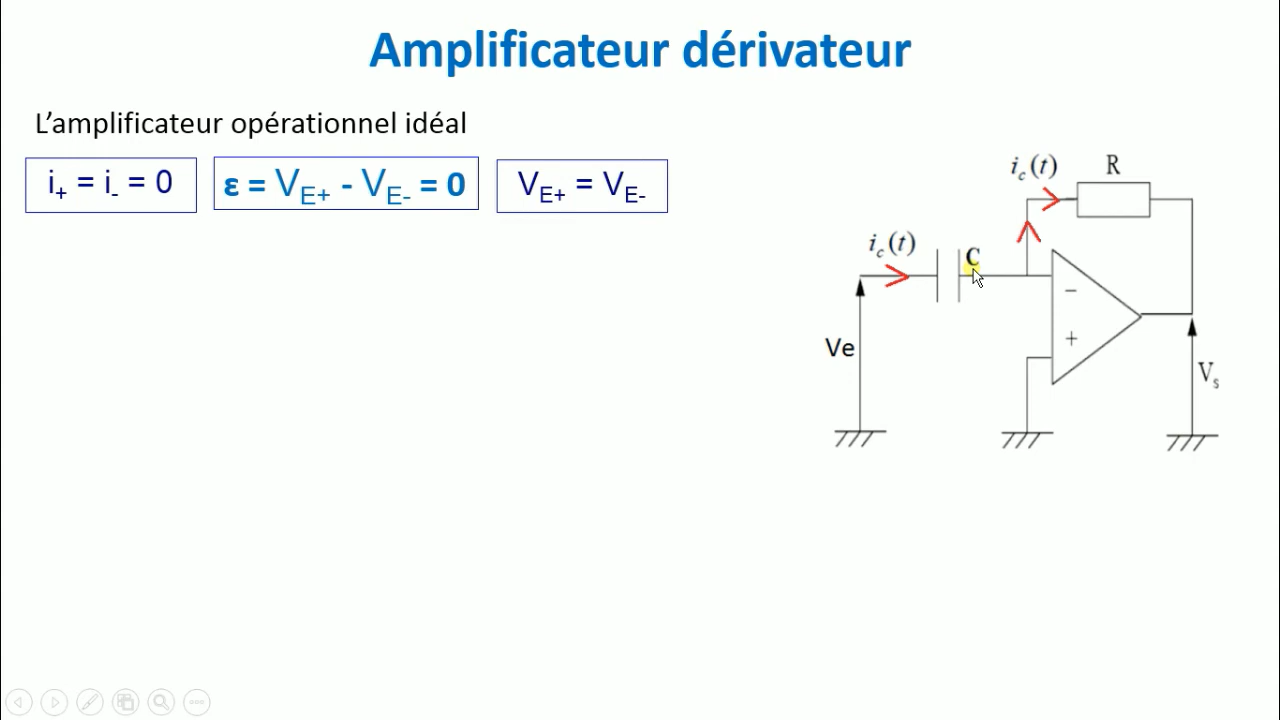 Amplificateur dérivateur
L’amplificateur opérationnel idéal
i+ = i- = 0
ε = VE+ - VE- = 0
VE+ = VE-
ic(t)
R
ic(t)
C
−
+
Ve
Vs